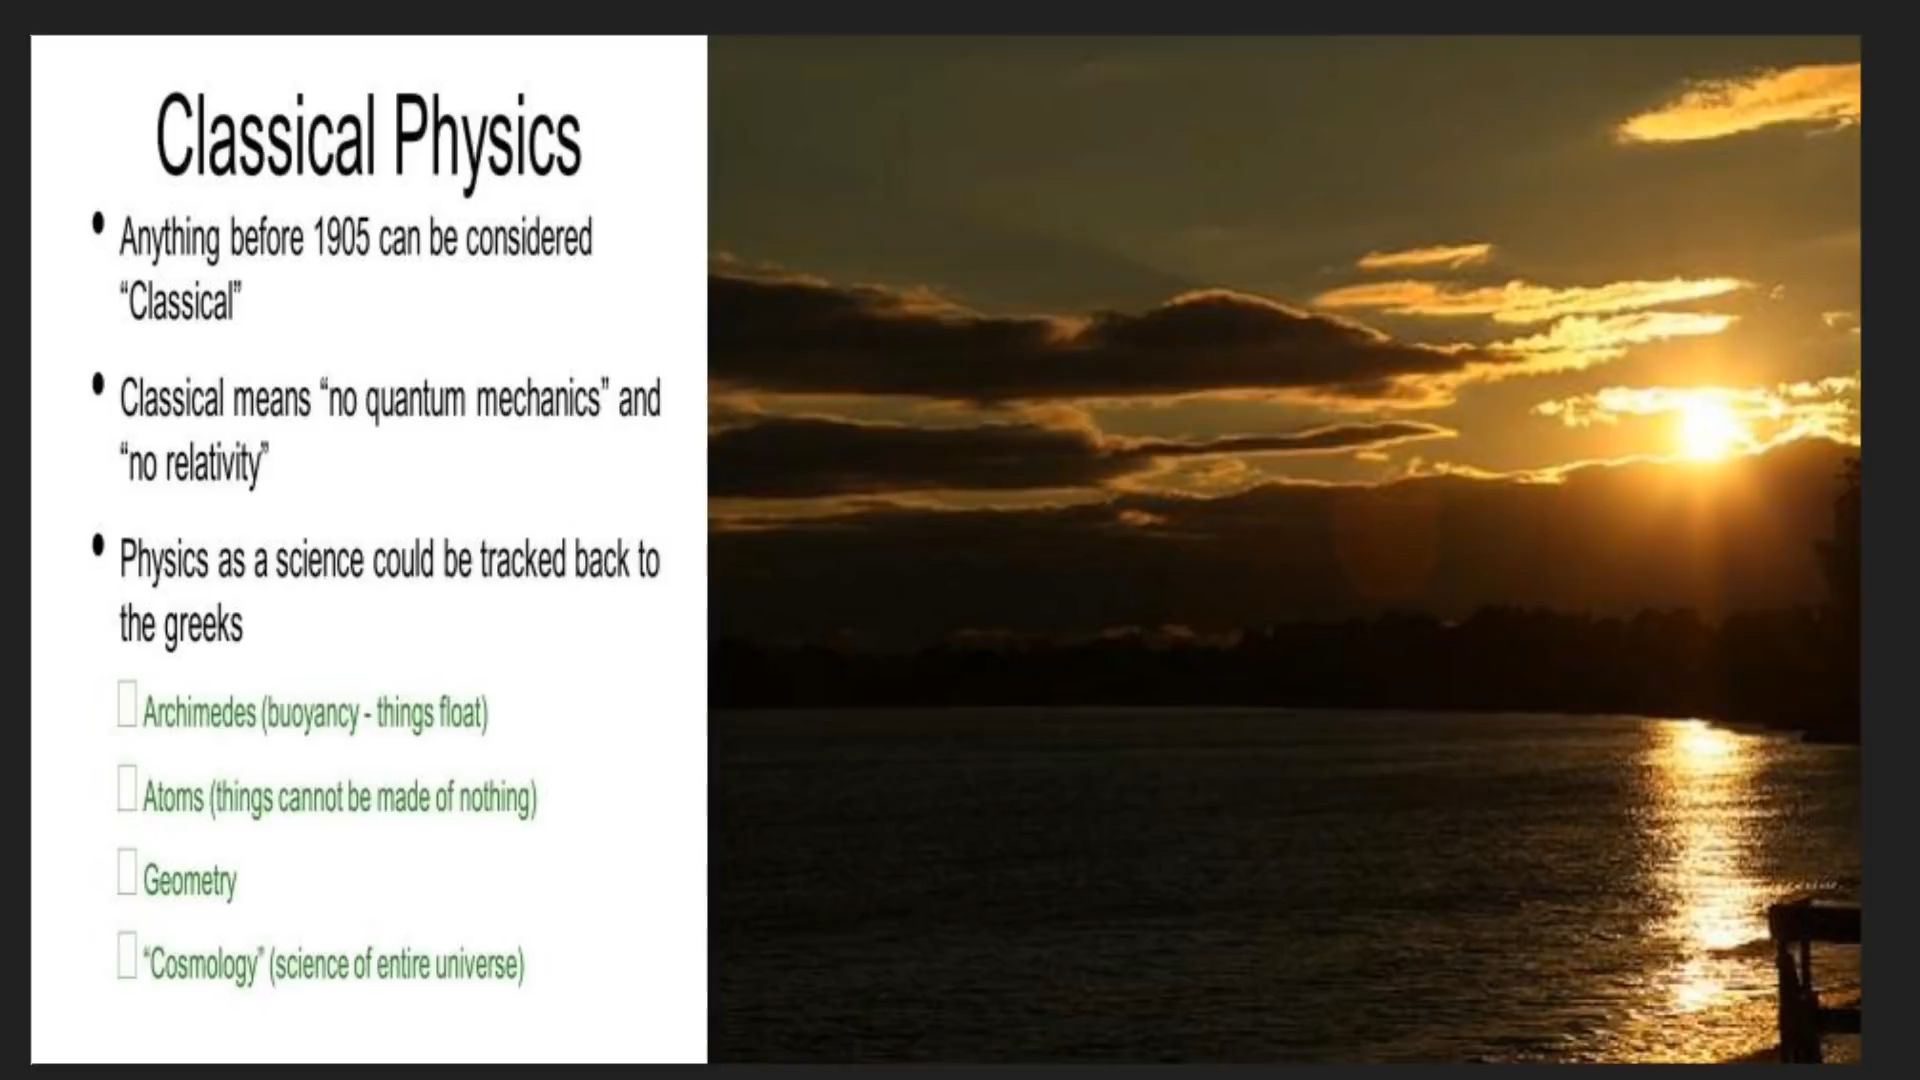 Classical Physics
• Anything before 1905 can be considered
“Classical”
• Classical means “no quantum mechanics” and
“no relativity”
• Physics as a science could be tracked back to
the greeks
Archimedes (buoyancy - things float)
Atoms (things cannot be made of nothing)
Geometry
“Cosmology” (science of entire universe)